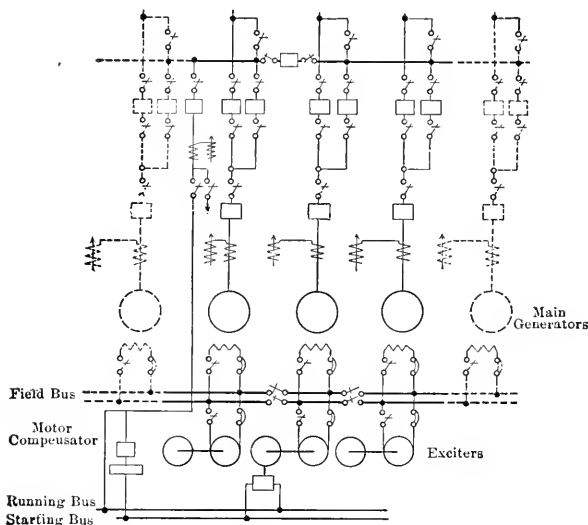 Main
Generators
Field Bus
Motor
Compensator
Exciters
Running Bus
Starting Bus